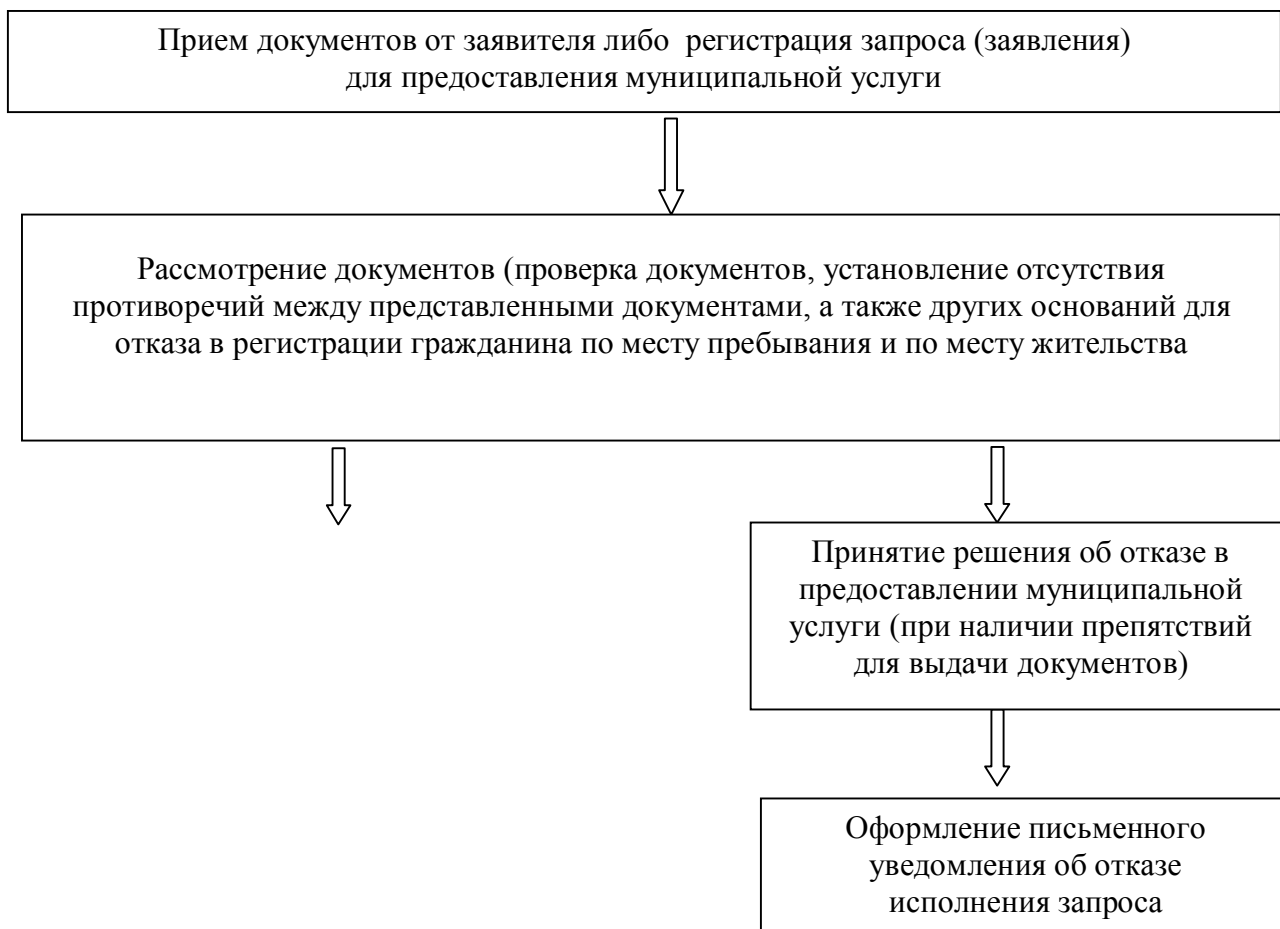 Прием документов от заявителя либо регистрация запроса (заявления)
для предоставления муниципальной услуги
Рассмотрение документов (проверка документов, установление отсутствия
противоречий между представленными документами, а также других оснований для
отказа в регистрации гражданина по месту пребывания и по месту жительства
Принятие решения об отказе в
предоставлении муниципальной
услуги (при наличии препятствий
для выдачи документов)
Оформление письменного
уведомления об отказе
исполнения запроса